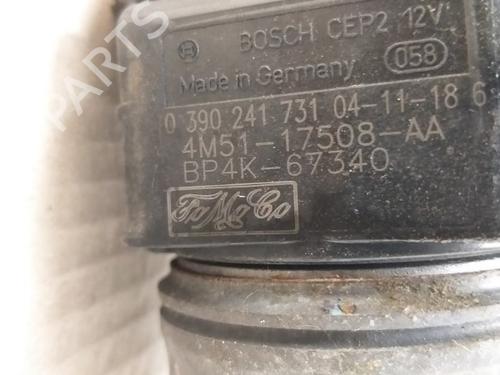 BOSCH CEP2 12V
Made in Germany 058
0 390 241 731 04-11-18 6
4M51-17508-AA
BP4K-67340
FoMoCo
B-PARTS